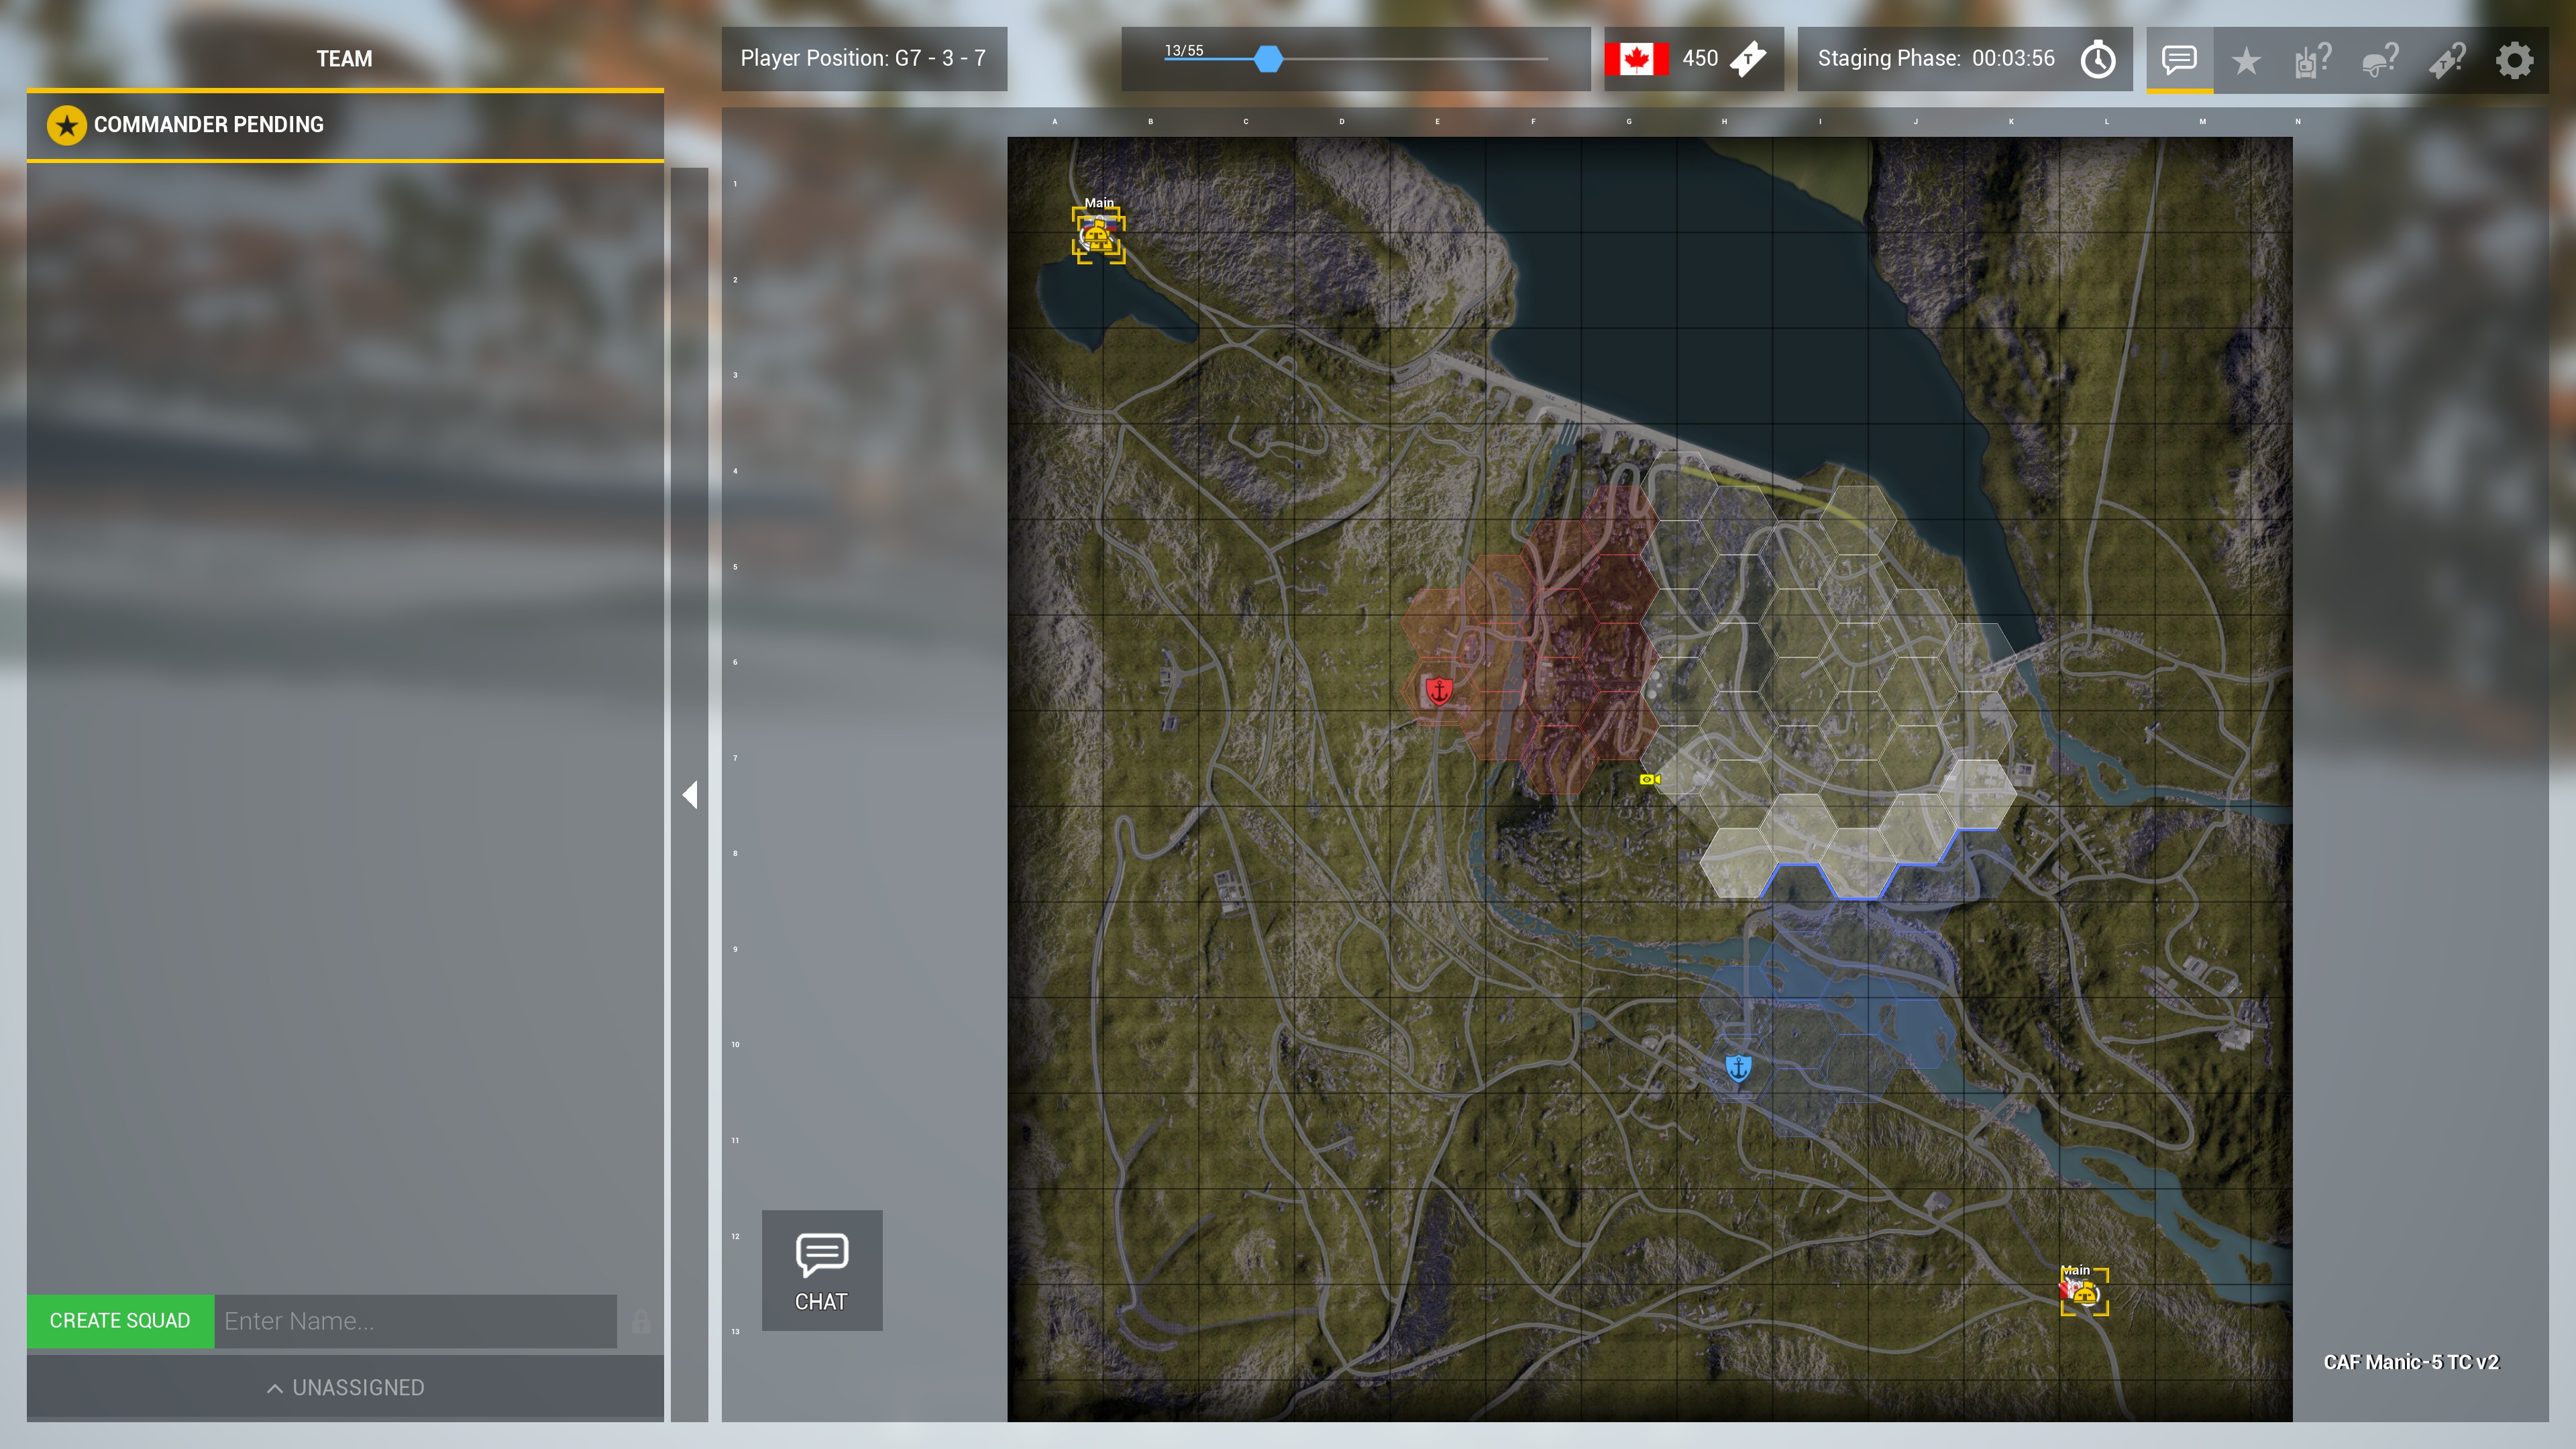 TEAM
Player Position: G7 - 3 - 7
13/55
450
T
Staging Phase: 00:03:56
?
?
T?
COMMANDER PENDING
A B C D E F G H I J K L M N
1
Main
2
3
4
5
6
7
8
9
10
11
12
CHAT
Main
CREATE SQUAD
Enter Name...
13
CAF Manic-5 TC v2
UNASSIGNED